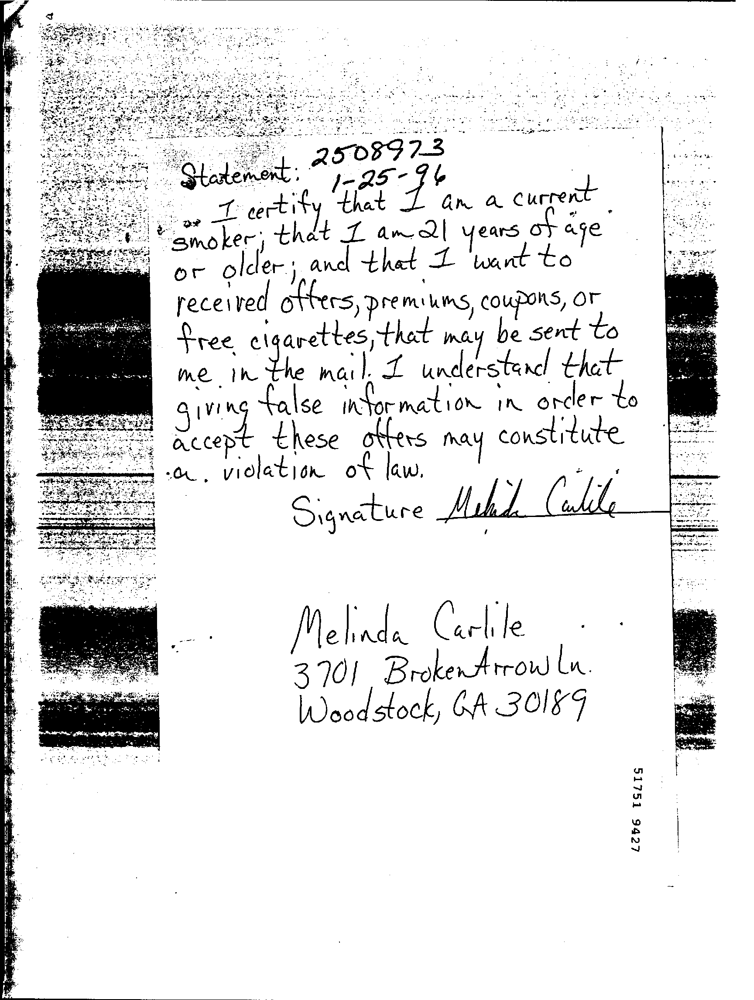 2508973
Statement: 1-25-96
I certify that I am a current
smoker; that I am 21 years of age
or older; and that I want to
received offers, premiums, coupons, or
free cigarettes, that may be sent to
me in the mail. I understand that
giving false information in order to
accept these offers may constitute
a violation of law.
Signature Melinda Carlile
Melinda Carlile
3701 Broken Arrow Ln.
Woodstock, GA 30189
51751 9427